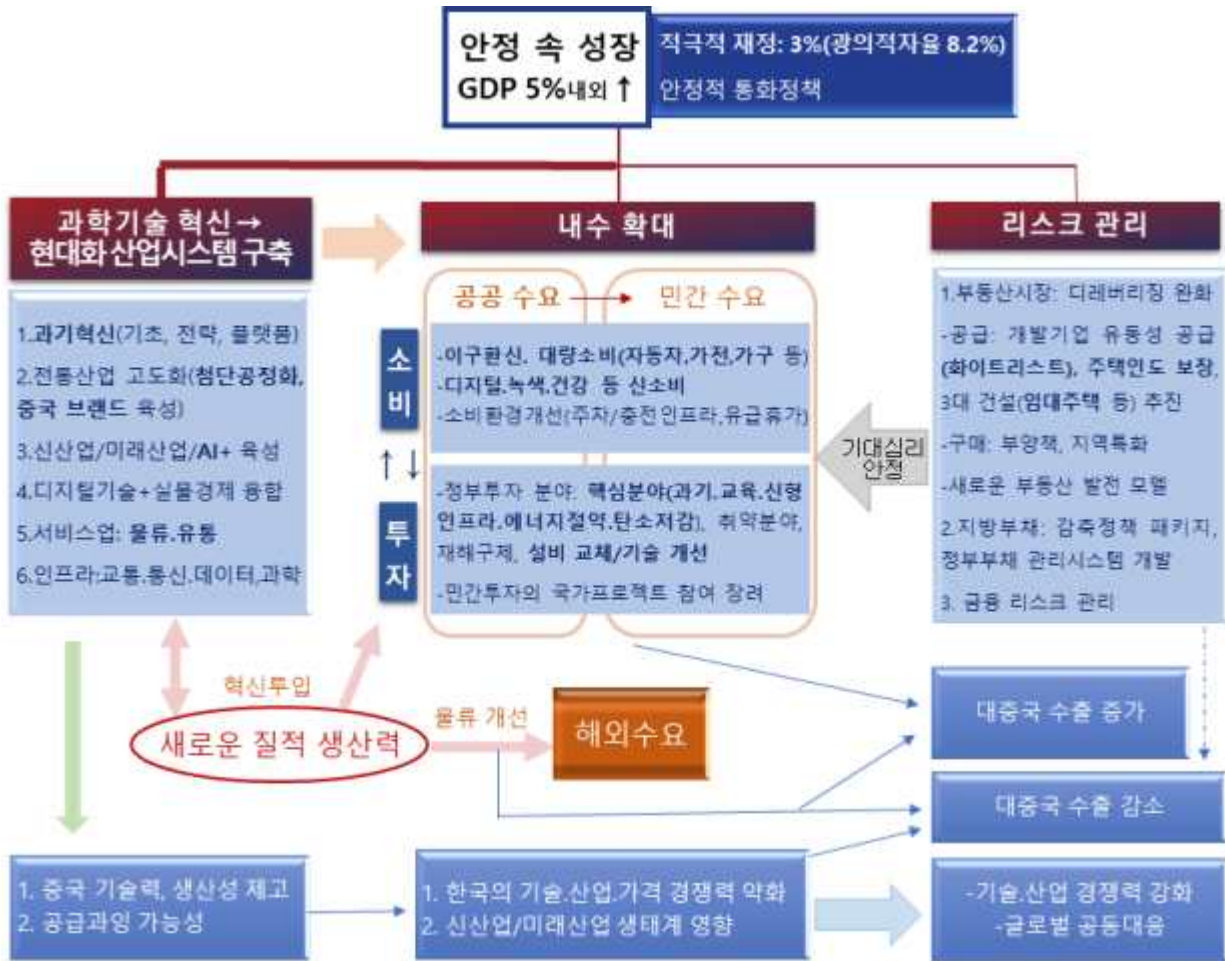 안정 속 성장
GDP 5%내외 ↑
적극적 재정: 3%(광의적자율 8.2%)
안정적 통화정책
과학기술 혁신→
현대화 산업시스템 구축
1.과기혁신(기초, 전략, 플랫폼)
2.전통산업 고도화(첨단공정화,
중국 브랜드 육성)
3.신산업/미래산업/AI+ 육성
4.디지털기술+실물경제 융합
5.서비스업: 물류.유통
6.인프라:교통.통신.데이터,과학
내수 확대
공공 수요
민간 수요
소비
-이구환신. 대량소비(자동자,가전,가구 등)
-디지털.녹색.건강 등 신소비
-소비환경개선(주차/충전인프라,유급휴가)
↑ ↓
투자
-정부투자 분야: 핵심분야(과기.교육.신형
인프라.에너지절약.탄소저감), 취약분야,
재해구제, 설비 교체/기술 개선
-민간투자의 국가프로젝트 참여 장려
리스크 관리
1.부동산시장: 디레버리징 완화
-공급: 개발기업 유동성 공급
(화이트리스트), 주택인도 보장,
3대 건설(임대주택 등) 추진
-구매: 부양책, 지역특화
-새로운 부동산 발전 모델
2.지방부채: 감축정책 패키지,
정부부채 관리시스템 개발
3. 금융 리스크 관리
기대심리
안정
혁신투입
새로운 질적 생산력
물류 개선
해외수요
대중국 수출 증가
대중국 수출 감소
1. 중국 기술력, 생산성 제고
2. 공급과잉 가능성
1. 한국의 기술.산업.가격 경쟁력 약화
2. 신산업/미래산업 생태계 영향
-기술.산업 경쟁력 강화
-글로벌 공동대응